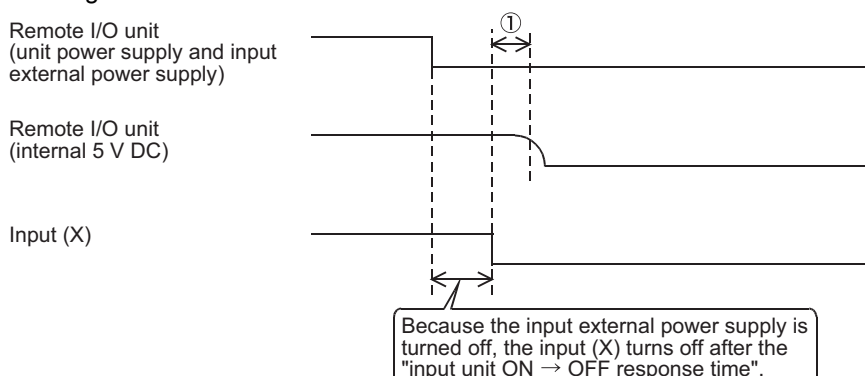 Remote I/O unit
(unit power supply and input
external power supply)
①
Remote I/O unit
(internal 5 V DC)
Input (X)
Because the input external power supply is
turned off, the input (X) turns off after the
"input unit ON → OFF response time".